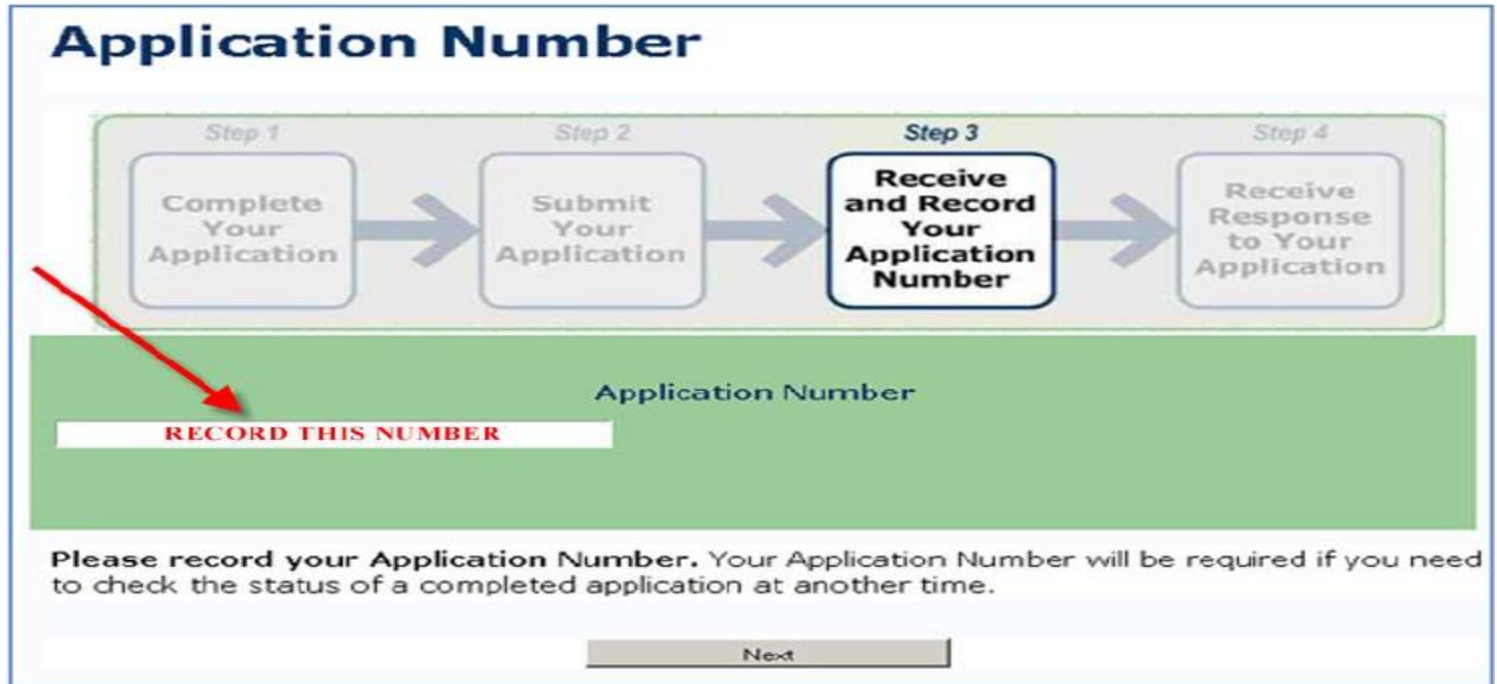 Application Number
Step 1
Step 2
Step 3
Step 4
Complete
Your
Application
Submit
Your
Application
Receive
and Record
Your
Application
Number
Receive
Response
to Your
Application
Application Number
RECORD THIS NUMBER
Please record your Application Number. Your Application Number will be required if you need
to check the status of a completed application at another time.
Next